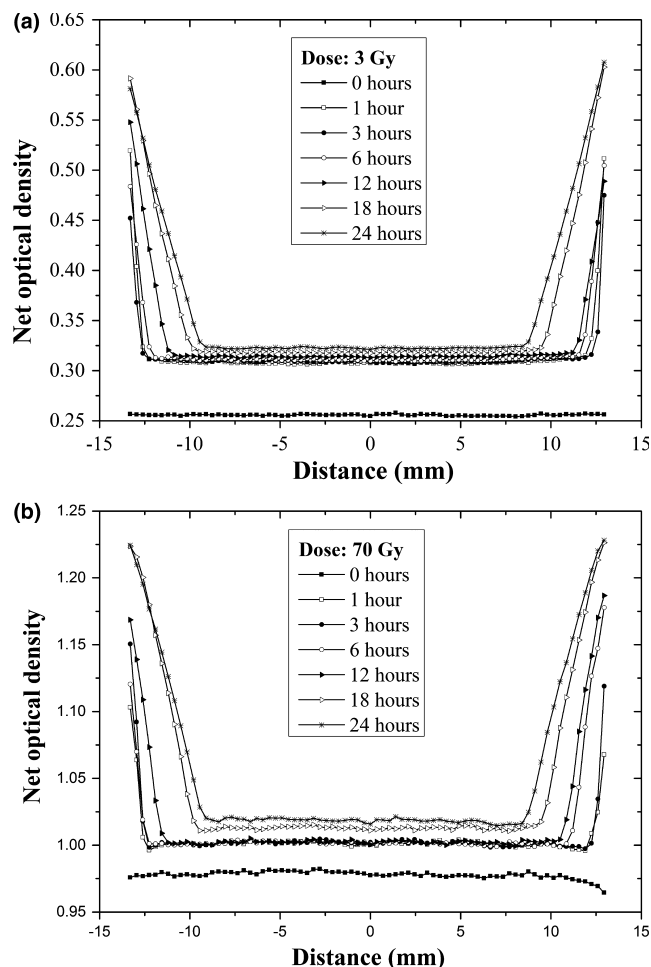 (a)
0.65
0.60
0.55
0.50
0.45
0.40
0.35
0.30
0.25
Net optical density
Dose: 3 Gy
0 hours
1 hour
3 hours
6 hours
12 hours
18 hours
24 hours
-15 -10 -5 0 5 10 15
Distance (mm)
(b)
1.25
1.20
1.15
1.10
1.05
1.00
0.95
Net optical density
Dose: 70 Gy
0 hours
1 hour
3 hours
6 hours
12 hours
18 hours
24 hours
-15 -10 -5 0 5 10 15
Distance (mm)